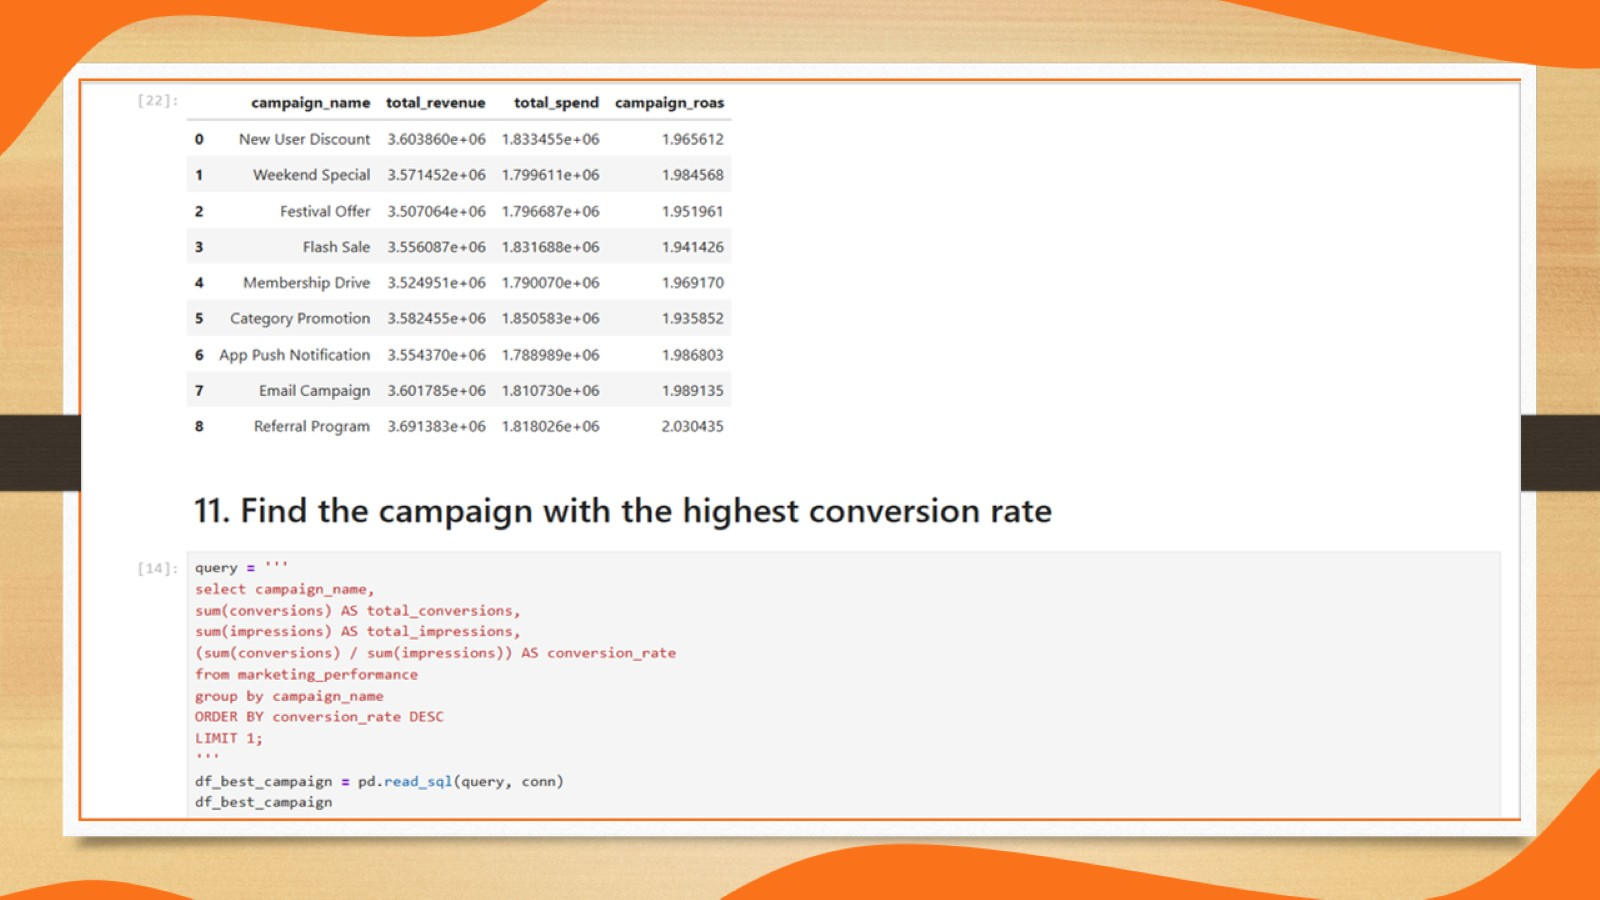 [22]: campaign_name total_revenue total_spend campaign_roas
0 New User Discount 3.603860e+06 1.833455e+06 1.965612
1 Weekend Special 3.571452e+06 1.799611e+06 1.984568
2 Festival Offer 3.507064e+06 1.796687e+06 1.951961
3 Flash Sale 3.556087e+06 1.831688e+06 1.941426
4 Membership Drive 3.524951e+06 1.790070e+06 1.969170
5 Category Promotion 3.582455e+06 1.850583e+06 1.935852
6 App Push Notification 3.554370e+06 1.788989e+06 1.986803
7 Email Campaign 3.601785e+06 1.810730e+06 1.989135
8 Referral Program 3.691383e+06 1.818026e+06 2.030435
11. Find the campaign with the highest conversion rate
[14]: query = '''
select campaign_name,
sum(conversions) AS total_conversions,
sum(impressions) AS total_impressions,
(sum(conversions) / sum(impressions)) AS conversion_rate
from marketing_performance
group by campaign_name
ORDER BY conversion_rate DESC
LIMIT 1;
'''
df_best_campaign = pd.read_sql(query, conn)
df_best_campaign